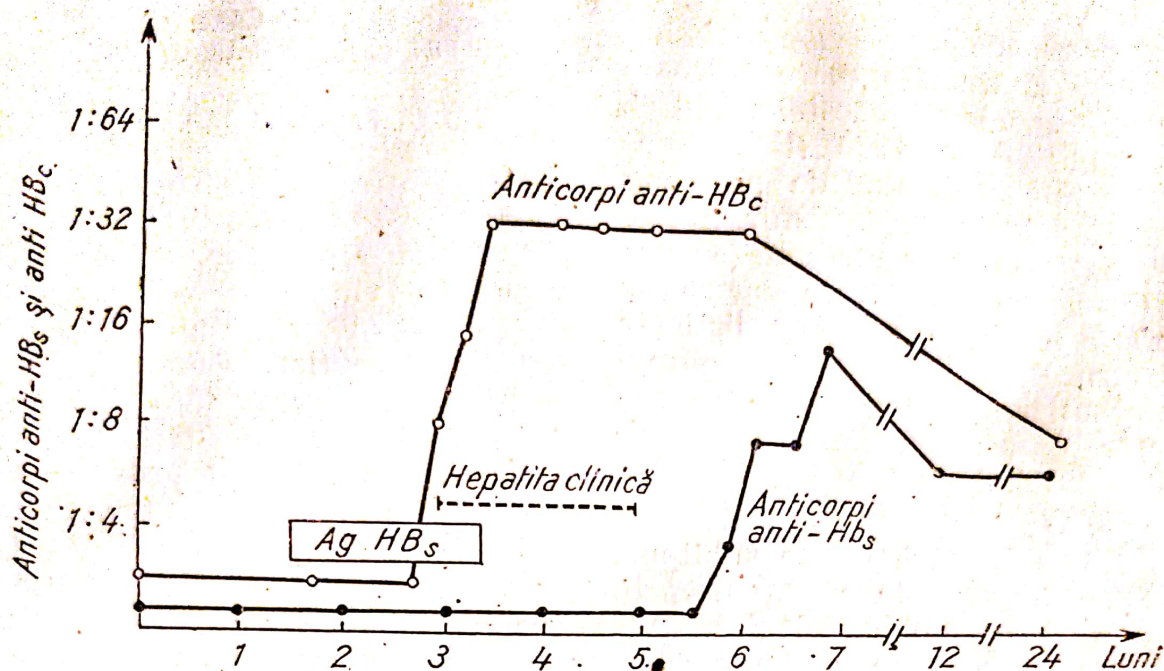 Anticorpi anti-HBs și anti HBc.
1:64
1:32
1:16
1:8
1:4.
Anticorpi anti-HBc
Hepatita clinică
Ag HBs
Anticorpi
anti-Hbs
1 2 3 4 5 6 7 12 24 Luni